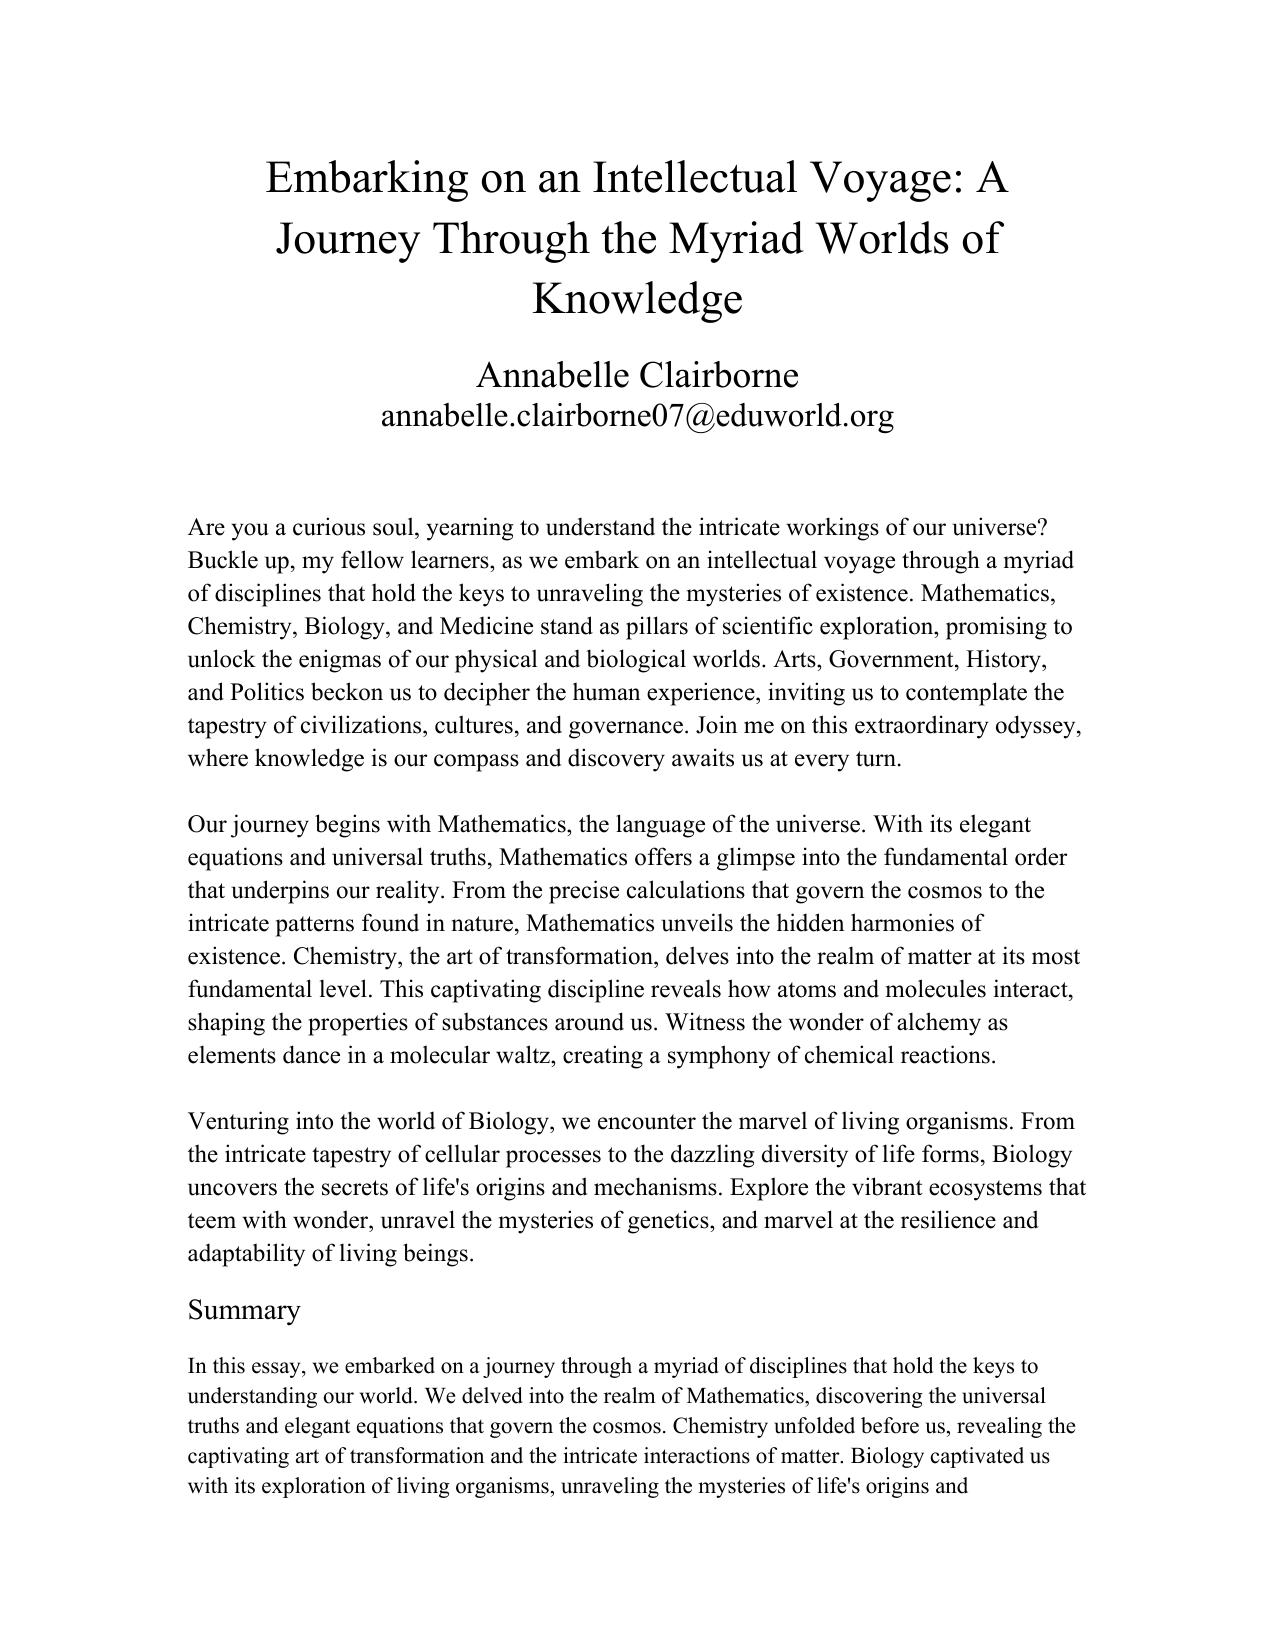 Embarking on an Intellectual Voyage: A
Journey Through the Myriad Worlds of
Knowledge
Annabelle Clairborne
annabelle.clairborne07@eduworld.org
Are you a curious soul, yearning to understand the intricate workings of our universe?
Buckle up, my fellow learners, as we embark on an intellectual voyage through a myriad
of disciplines that hold the keys to unraveling the mysteries of existence. Mathematics,
Chemistry, Biology, and Medicine stand as pillars of scientific exploration, promising to
unlock the enigmas of our physical and biological worlds. Arts, Government, History,
and Politics beckon us to decipher the human experience, inviting us to contemplate the
tapestry of civilizations, cultures, and governance. Join me on this extraordinary odyssey,
where knowledge is our compass and discovery awaits us at every turn.
Our journey begins with Mathematics, the language of the universe. With its elegant
equations and universal truths, Mathematics offers a glimpse into the fundamental order
that underpins our reality. From the precise calculations that govern the cosmos to the
intricate patterns found in nature, Mathematics unveils the hidden harmonies of
existence. Chemistry, the art of transformation, delves into the realm of matter at its most
fundamental level. This captivating discipline reveals how atoms and molecules interact,
shaping the properties of substances around us. Witness the wonder of alchemy as
elements dance in a molecular waltz, creating a symphony of chemical reactions.
Venturing into the world of Biology, we encounter the marvel of living organisms. From
the intricate tapestry of cellular processes to the dazzling diversity of life forms, Biology
uncovers the secrets of life's origins and mechanisms. Explore the vibrant ecosystems that
teem with wonder, unravel the mysteries of genetics, and marvel at the resilience and
adaptability of living beings.
Summary
In this essay, we embarked on a journey through a myriad of disciplines that hold the keys to
understanding our world. We delved into the realm of Mathematics, discovering the universal
truths and elegant equations that govern the cosmos. Chemistry unfolded before us, revealing the
captivating art of transformation and the intricate interactions of matter. Biology captivated us
with its exploration of living organisms, unraveling the mysteries of life's origins and